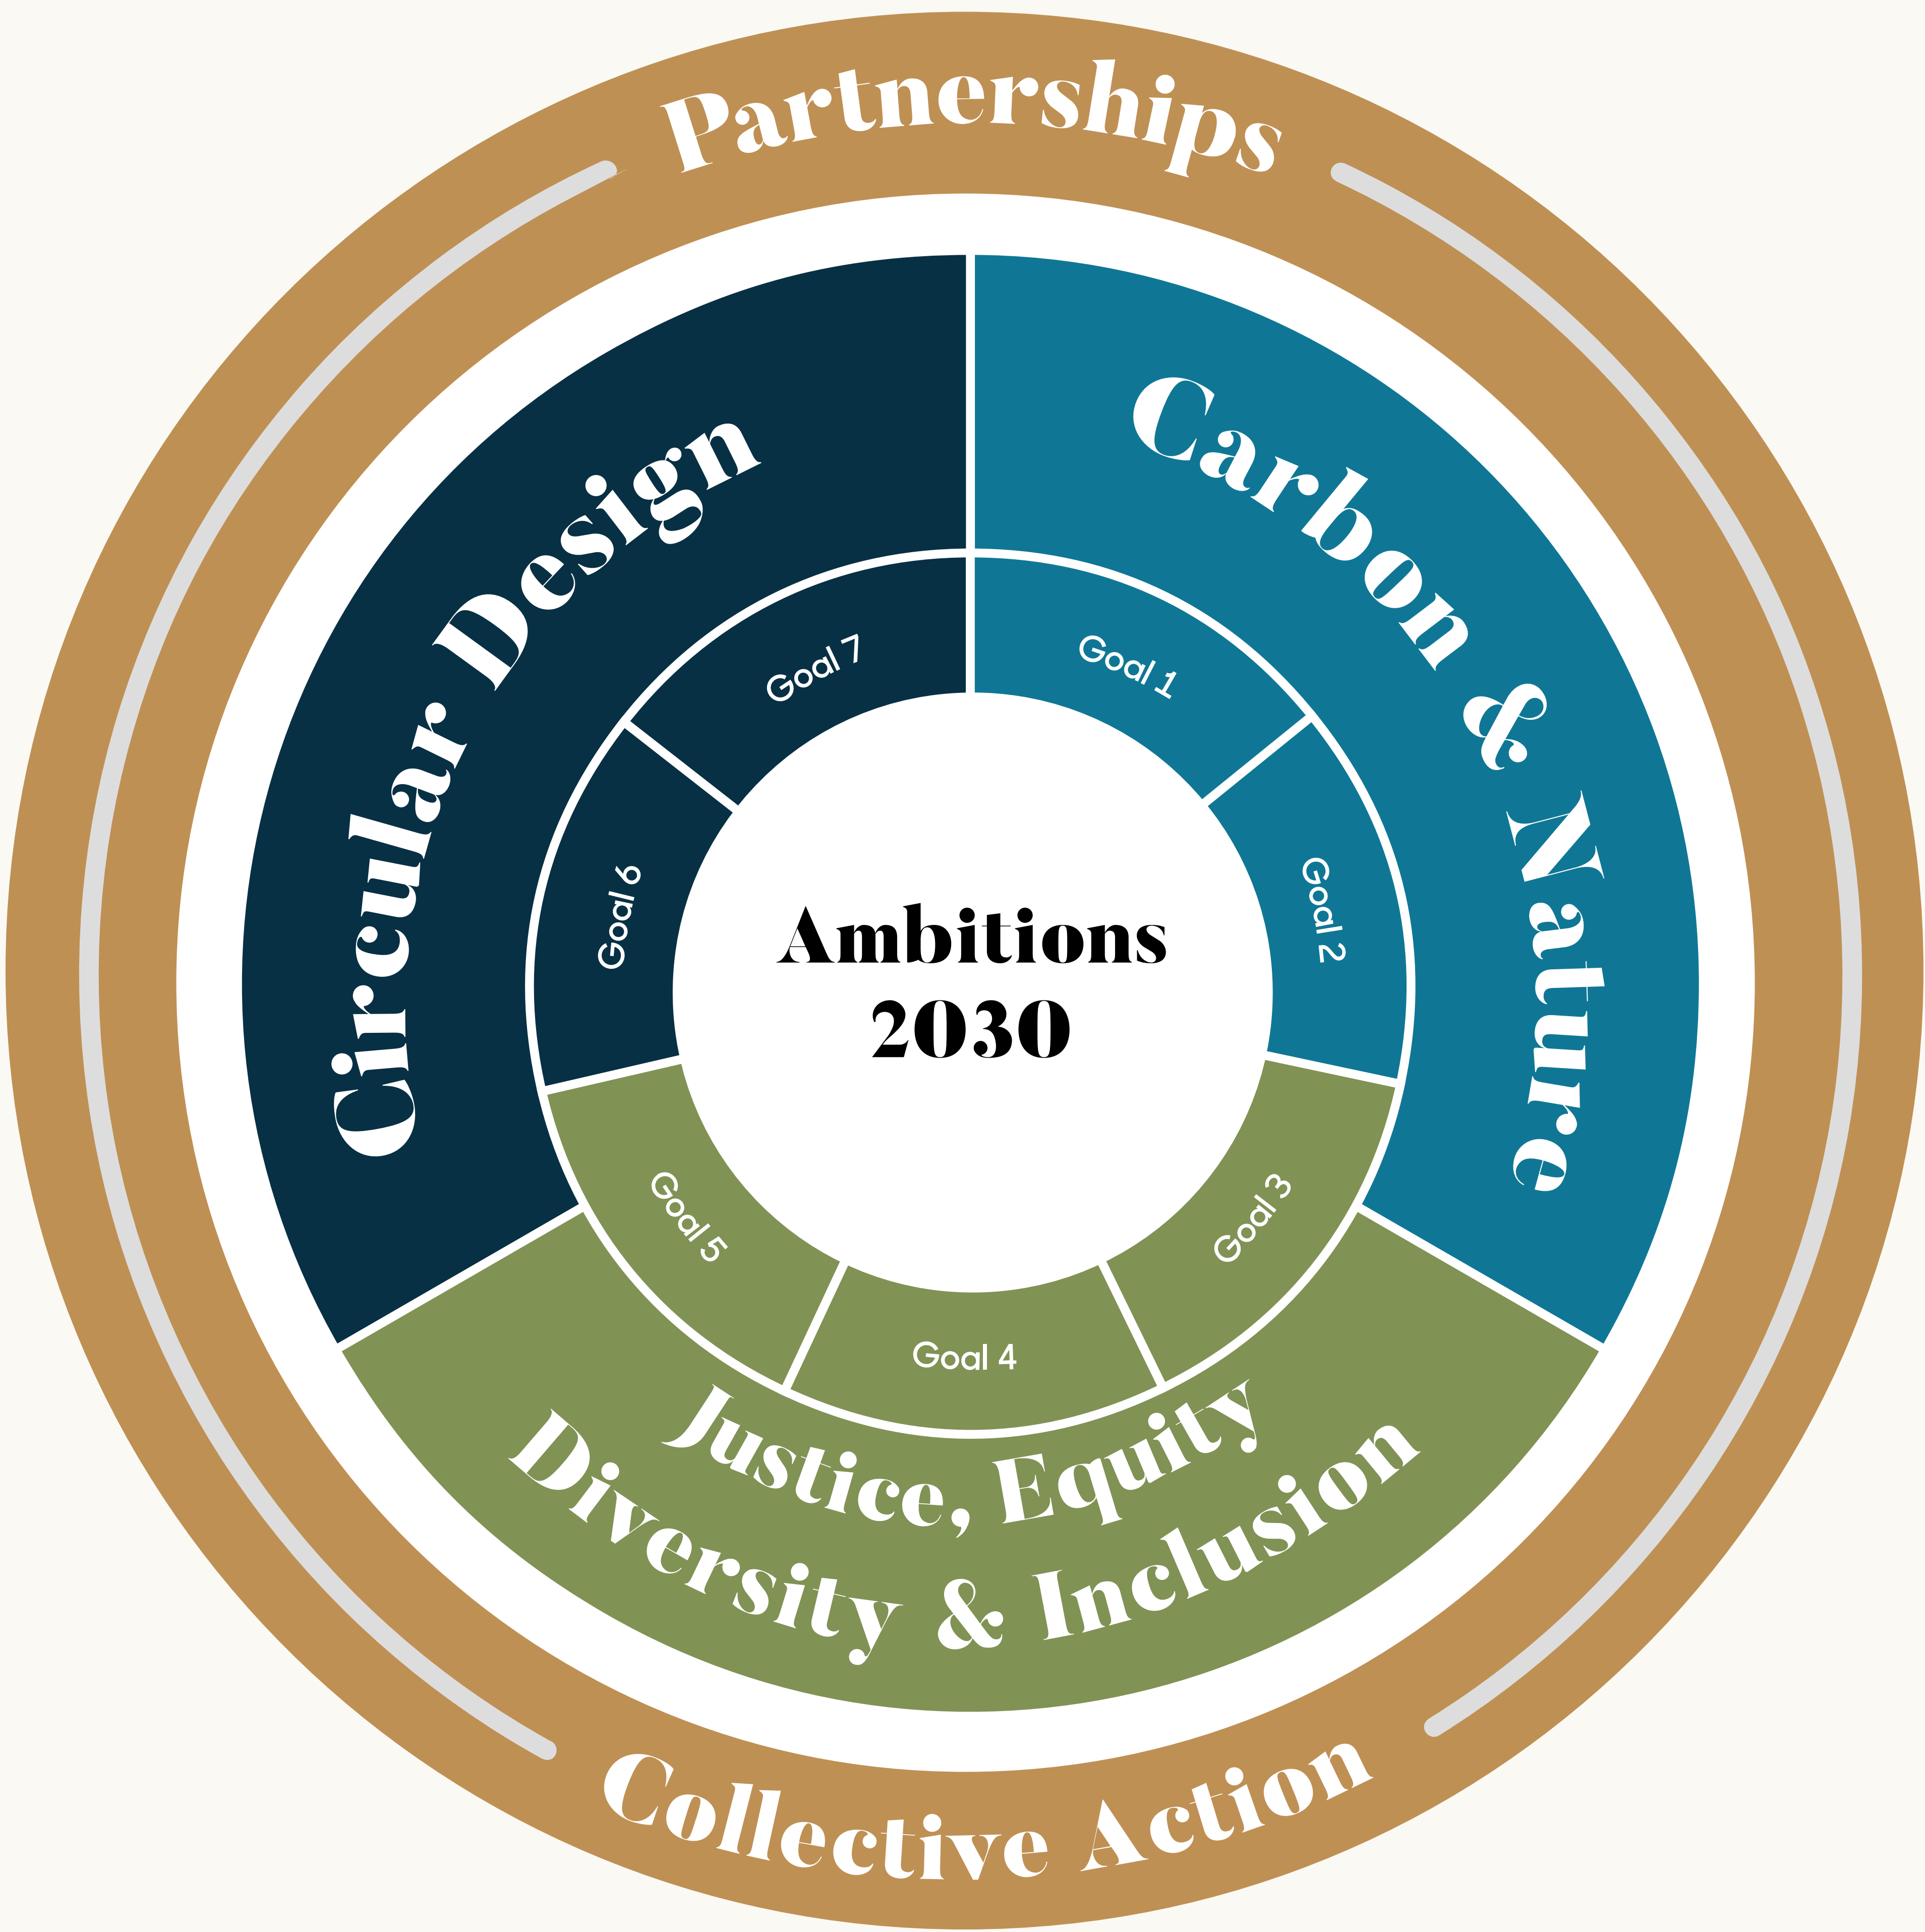 Partnerships
Circular Design
Carbon & Nature
Goal 7
Goal 1
Goal 6
Goal 2
Ambitions
2030
Goal 5
Goal 3
Goal 4
Justice, Equity
Diversity & Inclusion
Collective Action